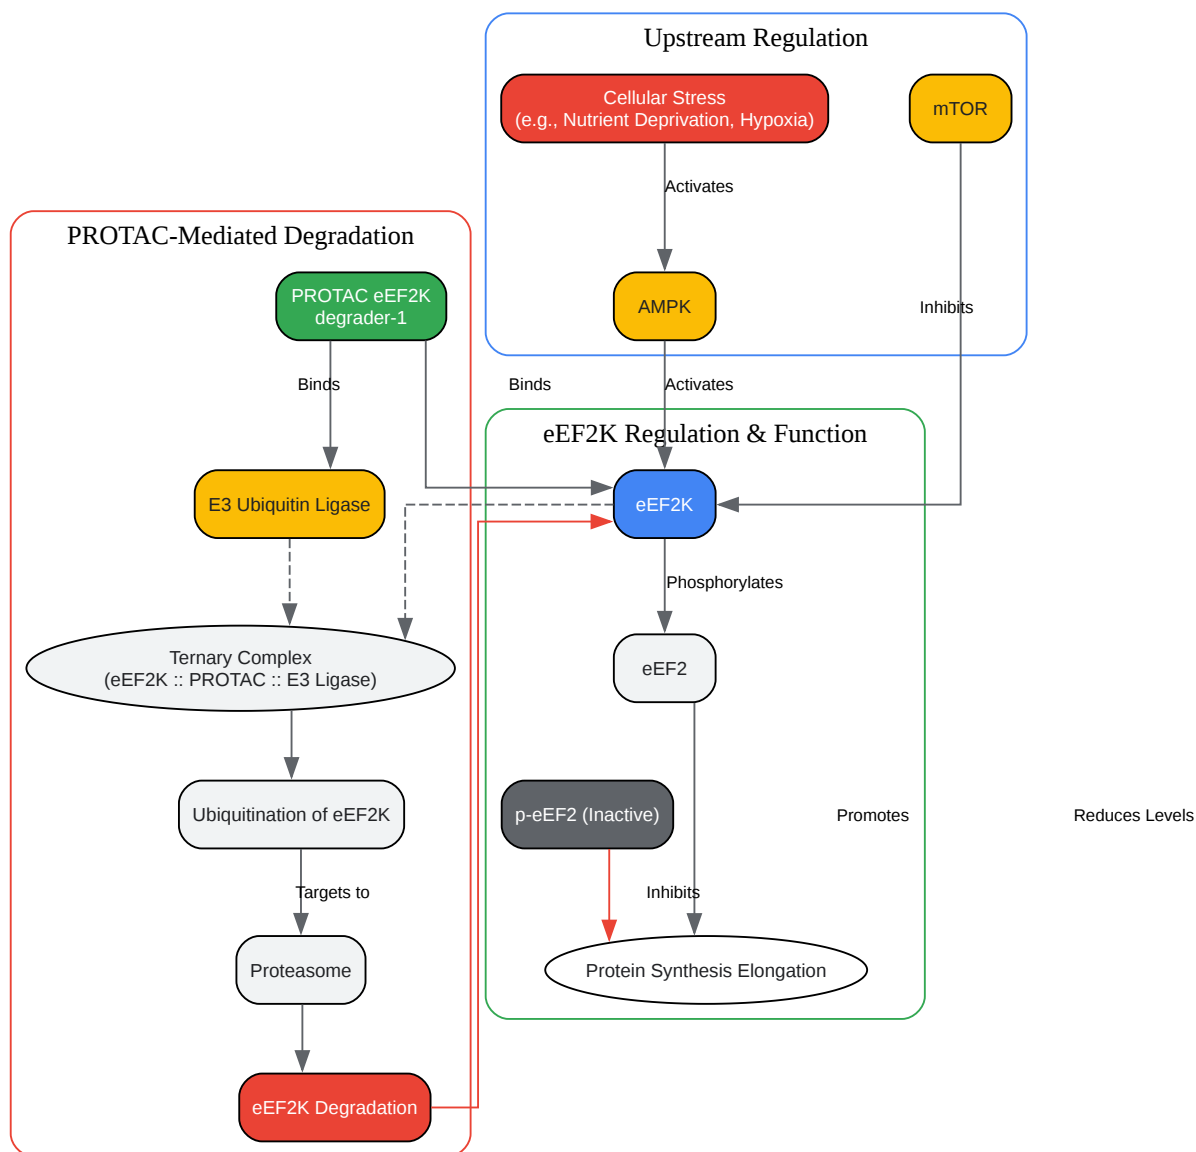 Upstream Regulation
Cellular Stress
(e.g., Nutrient Deprivation, Hypoxia)
mTOR
Activates
PROTAC-Mediated Degradation
PROTAC eEF2K
degrader-1
AMPK
Inhibits
Binds
Binds
Activates
eEF2K Regulation & Function
E3 Ubiquitin Ligase
eEF2K
Phosphorylates
Ternary Complex
(eEF2K :: PROTAC :: E3 Ligase)
eEF2
Ubiquitination of eEF2K
p-eEF2 (Inactive)
Promotes
Reduces Levels
Targets to
Inhibits
Proteasome
Protein Synthesis Elongation
eEF2K Degradation